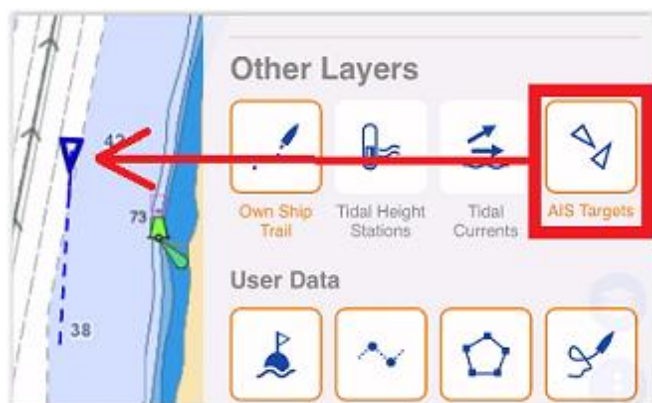 Other Layers
42
73
38
Own Ship
Trail
Tidal Height
Stations
Tidal
Currents
AIS Targets
User Data